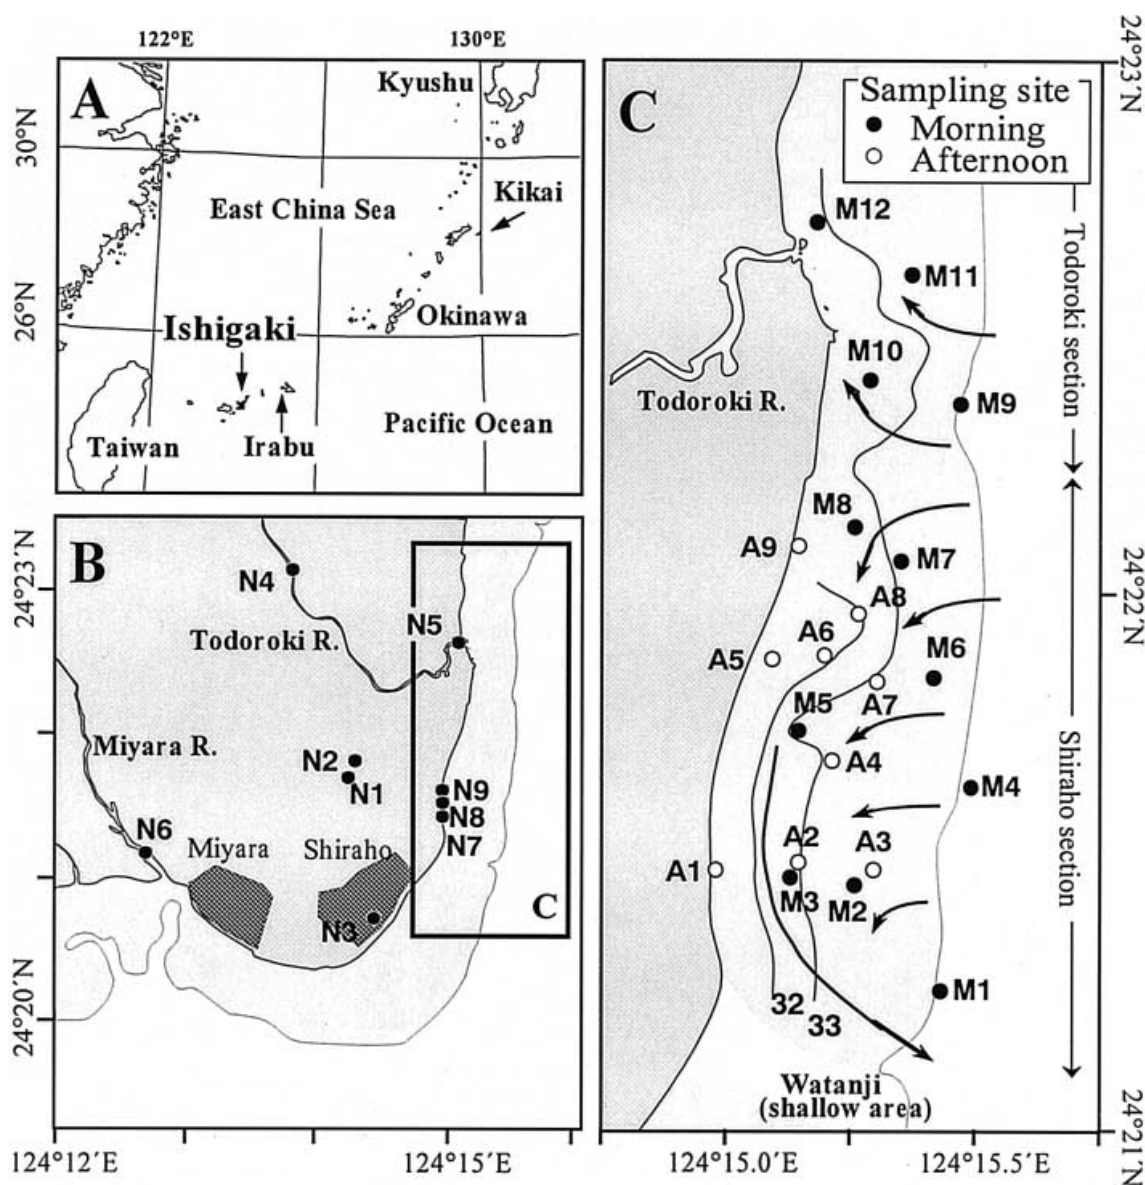 122°E
130°E
30°N
26°N
A
Kyushu
Kikai
East China Sea
Okinawa
Ishigaki
Taiwan
Irabu
Pacific Ocean
B
24°23´N
24°20´N
N4
Todoroki R.
N5
Miyara R.
N2
N1
N9
N8
N7
N6
Miyara
Shiraho
N3
C
124°12´E
124°15´E
C
Sampling site
Morning
Afternoon
24°23´N
24°22´N
24°21´N
M12
M11
M10
Todoroki R.
M9
M8
A9
M7
A8
A6
A5
M6
M5
A7
A4
M4
A2
A3
A1
M3
M2
M1
32
33
Watanji
(shallow area)
Todoroki section
Shiraho section
124°15.0´E
124°15.5´E